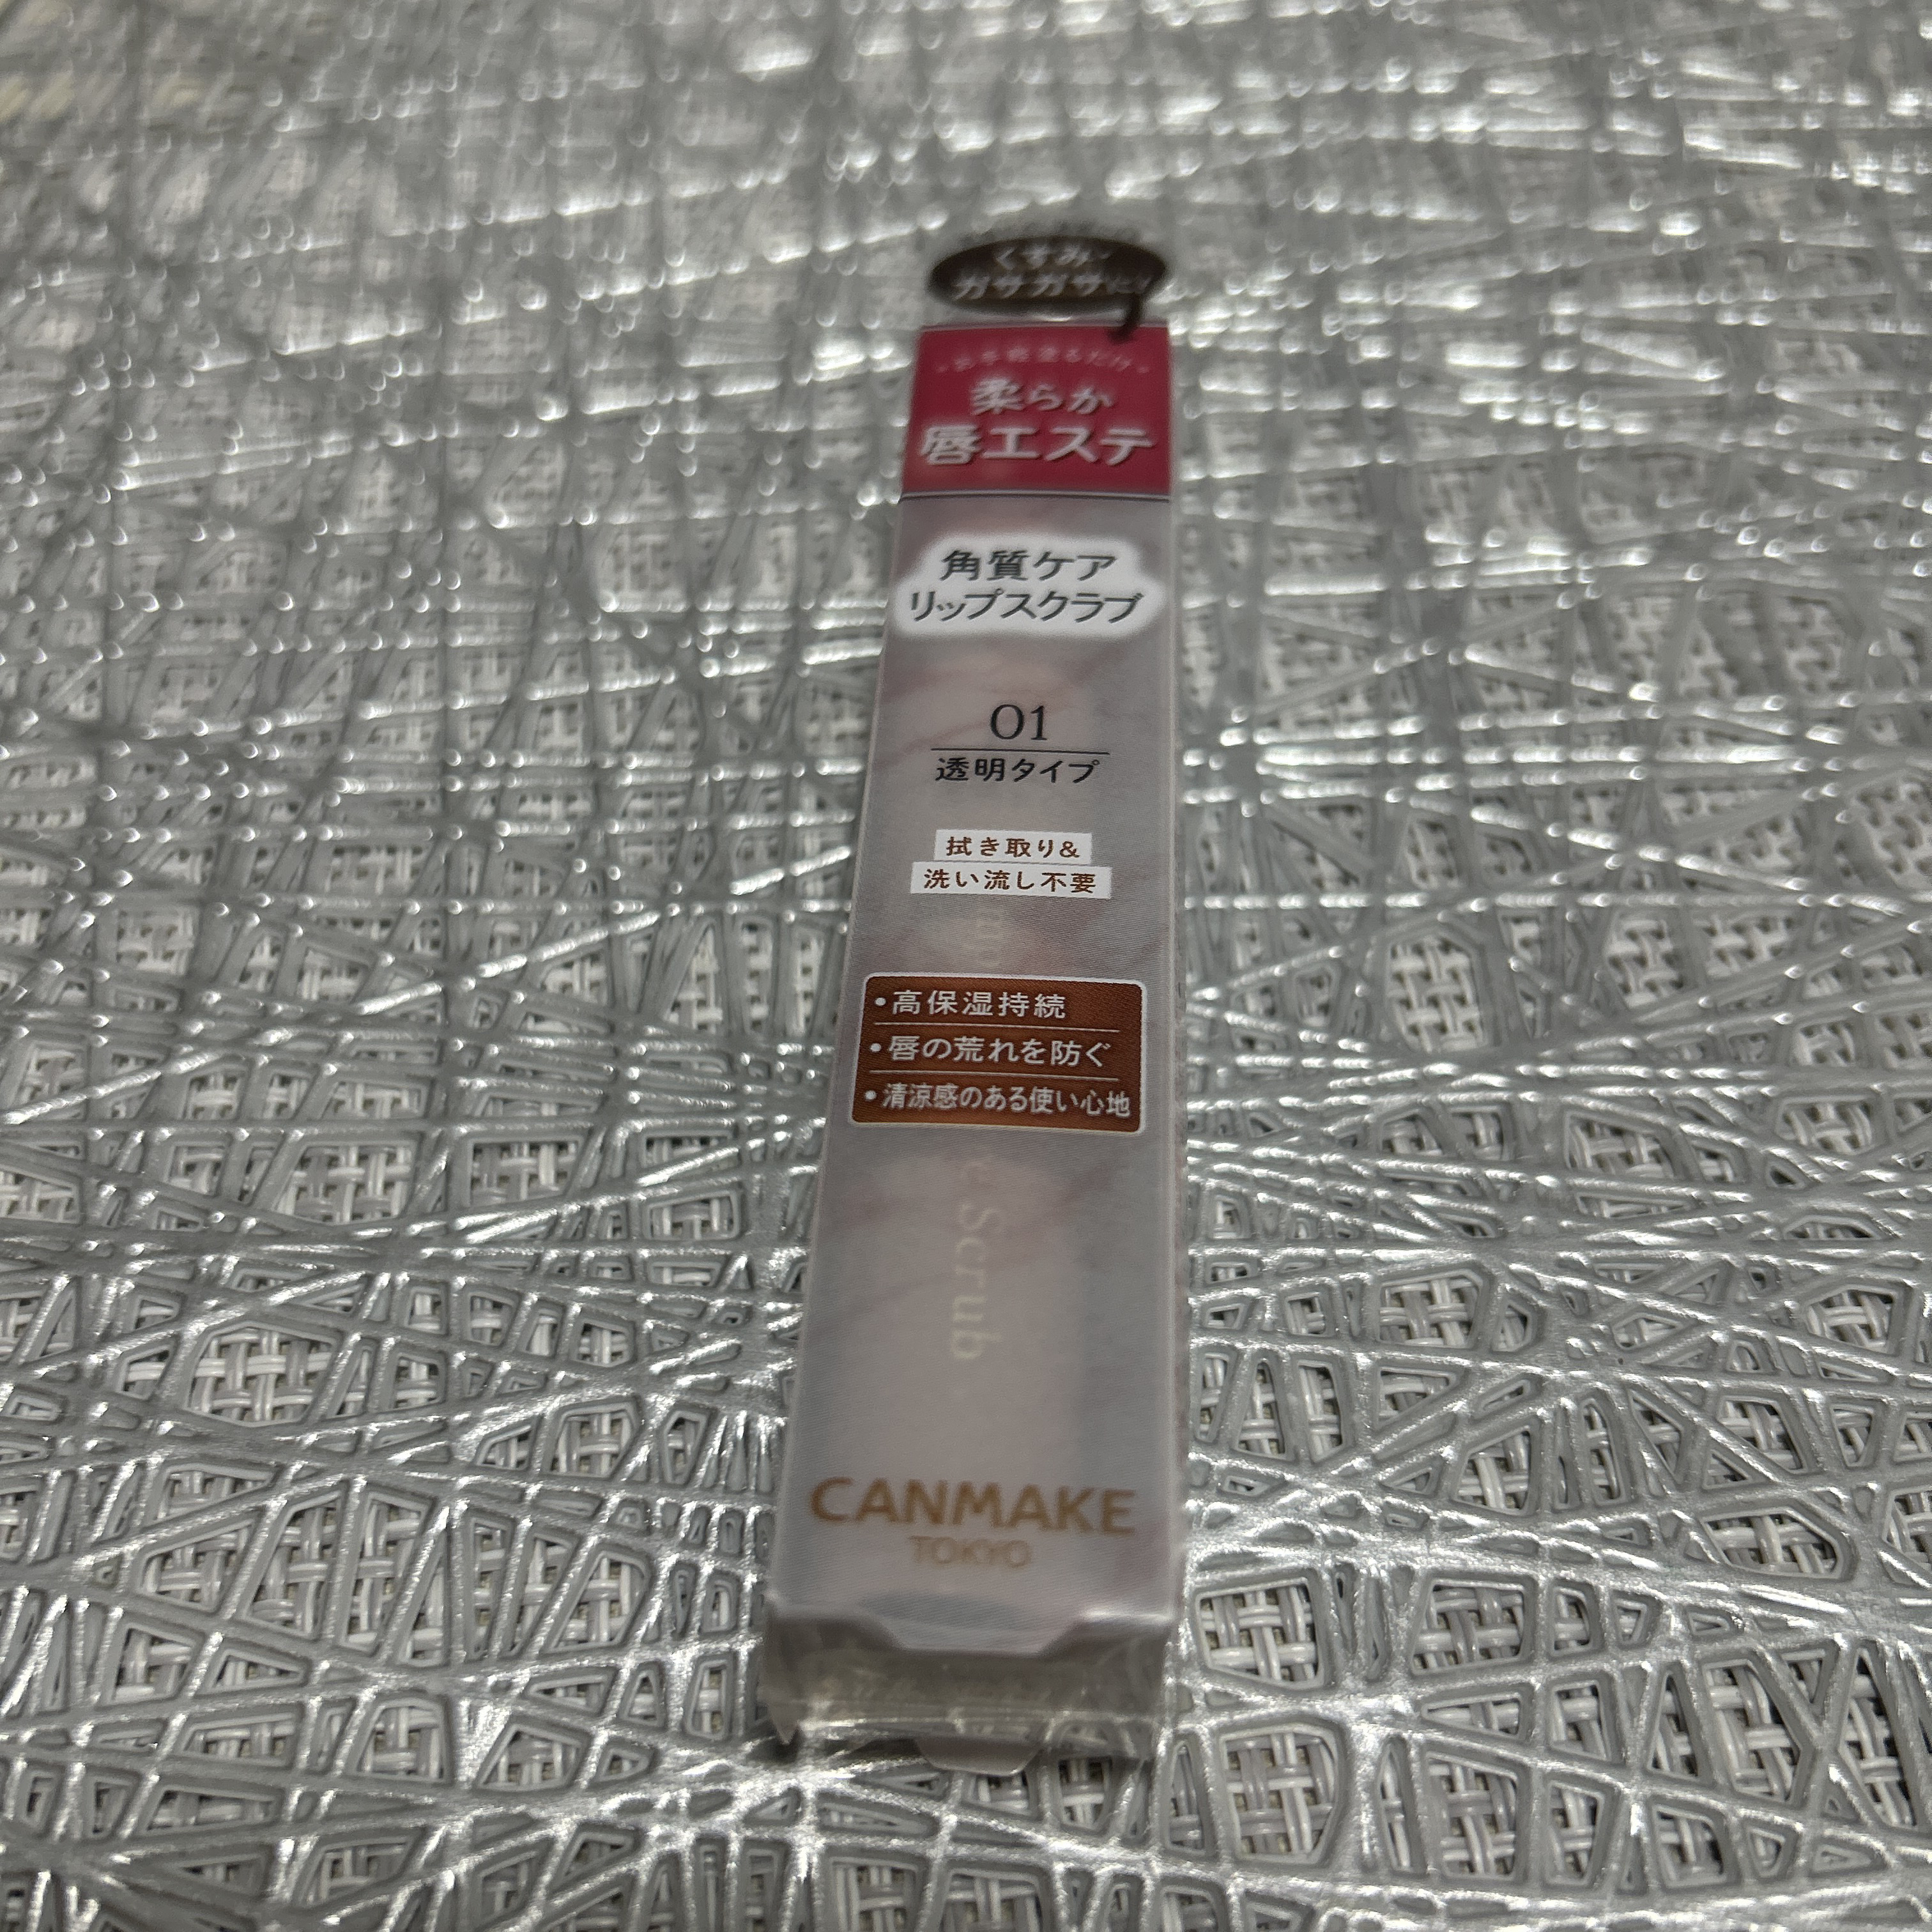 くすみ・
ガサガサに!
柔らか
唇エステ
角質ケア
リップスクラブ
01
透明タイプ
拭き取り&
洗い流し不要
•高保湿持続
•唇の荒れを防ぐ
•清涼感のある使い心地
Scrub
CANMAKE
TOKYO